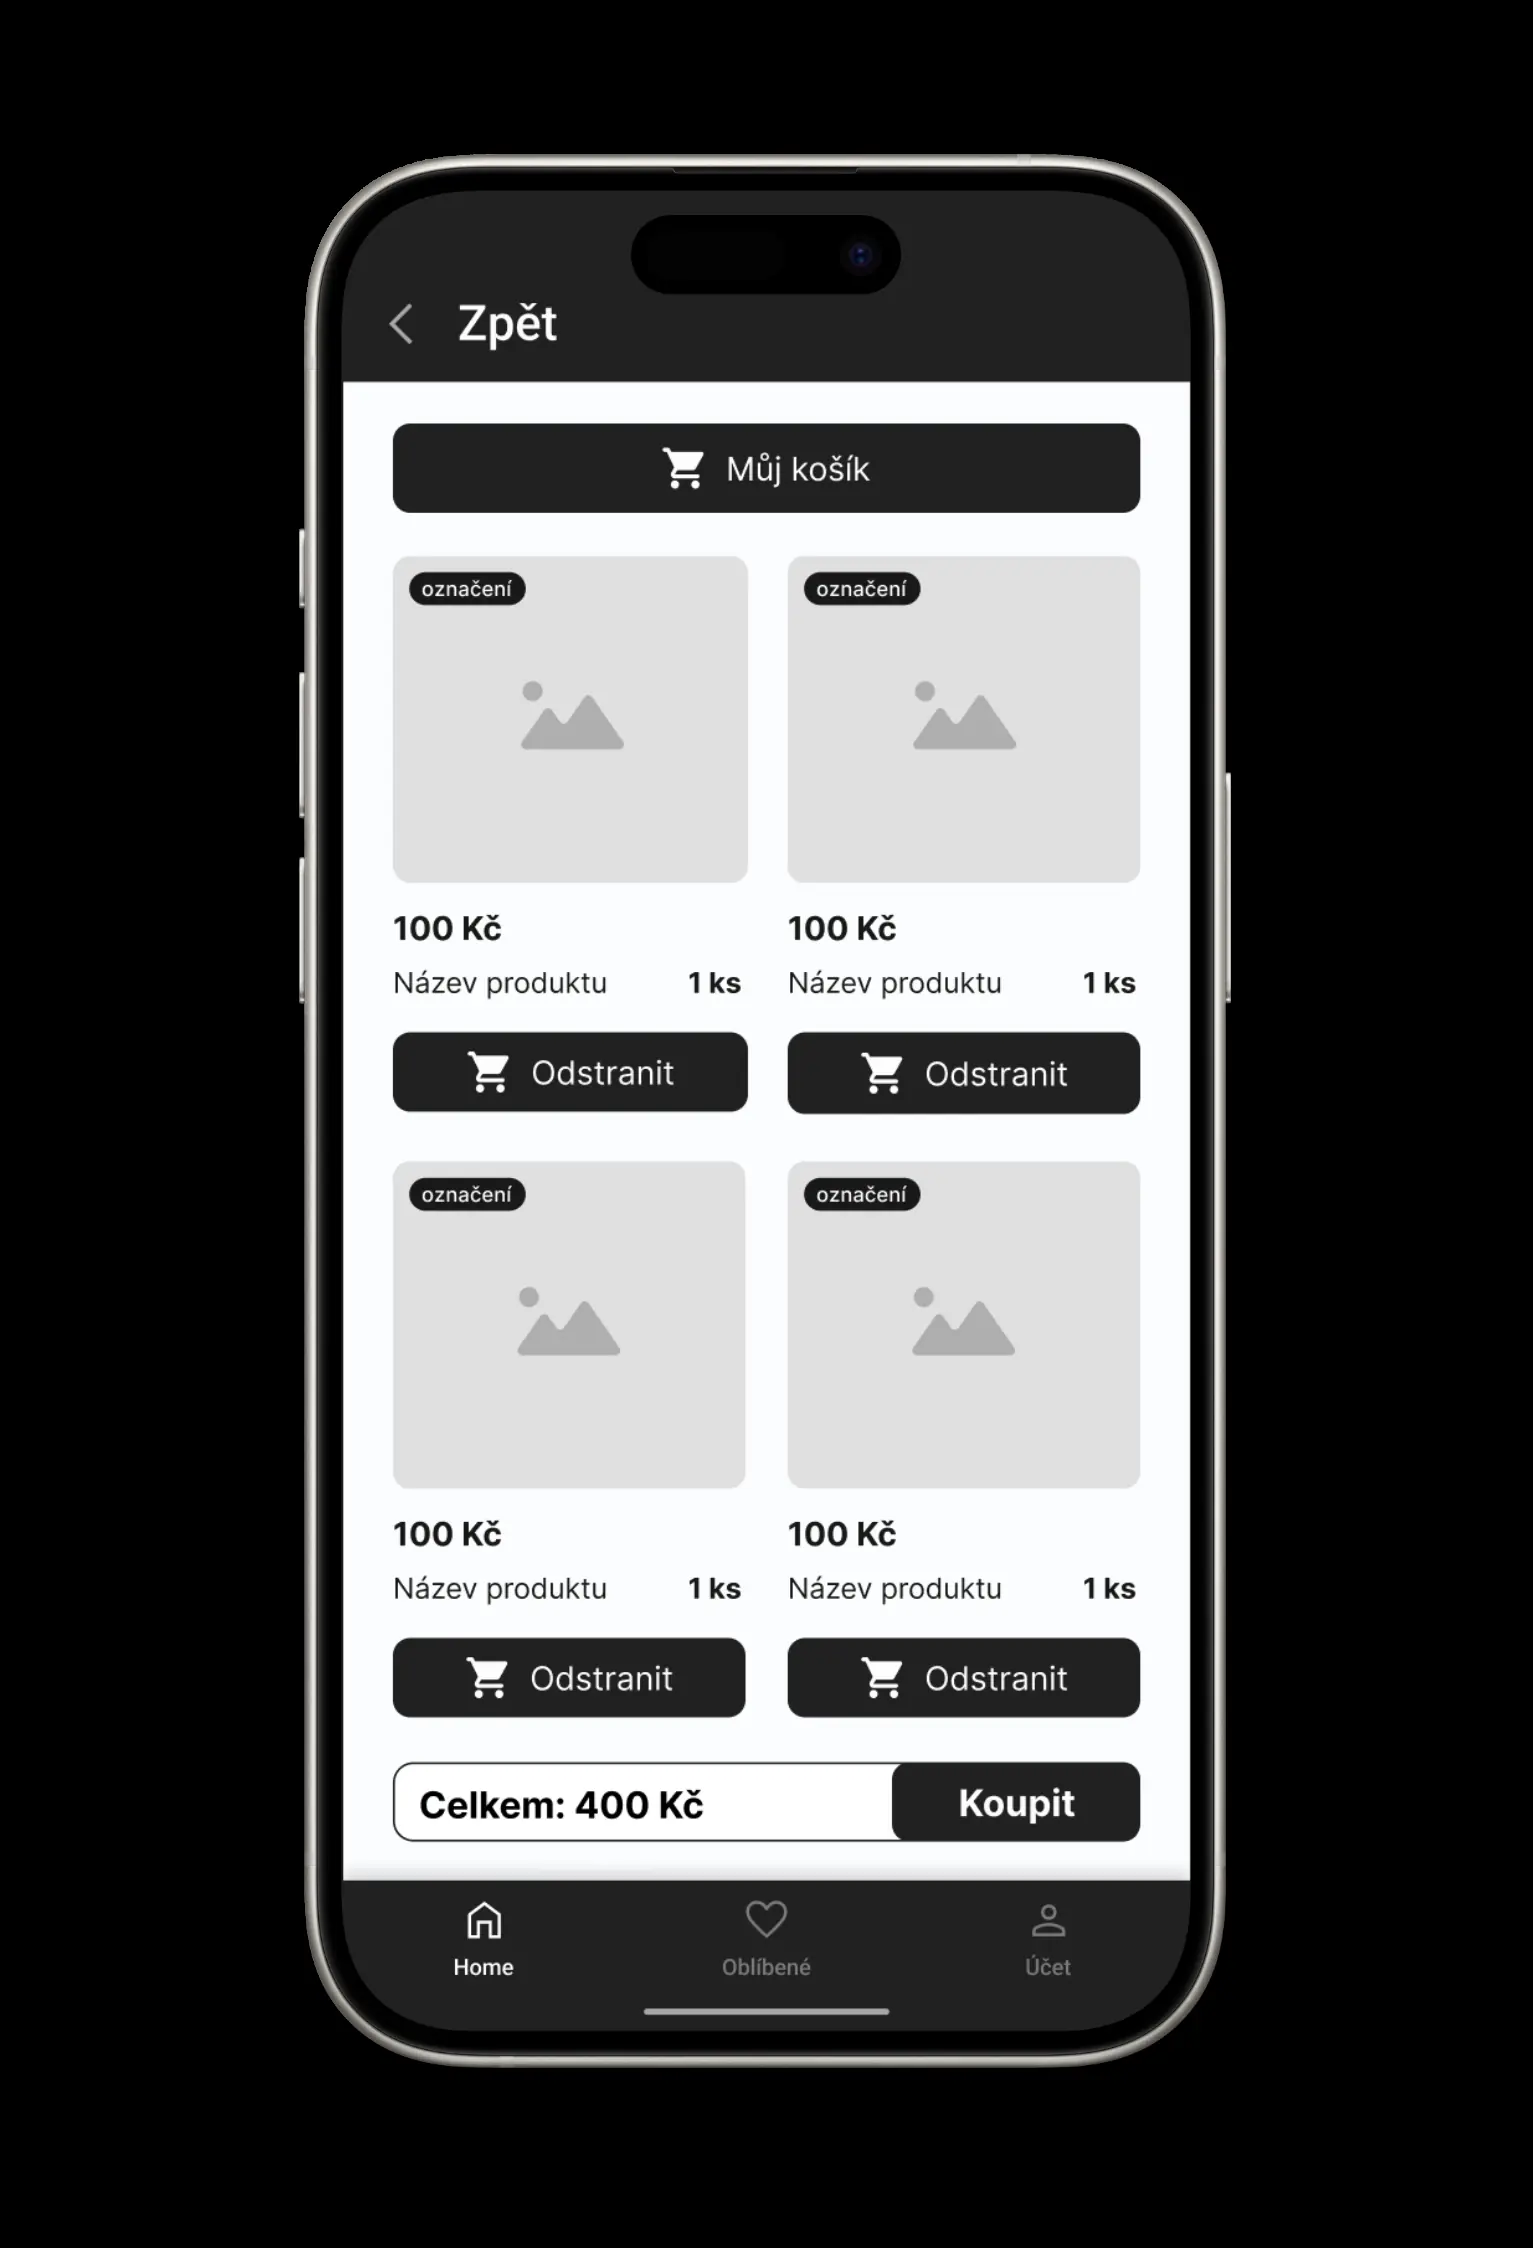 Zpět
Můj košík
označení
označení
100 Kč
100 Kč
Název produktu 1 ks
Název produktu 1 ks
Odstranit
Odstranit
označení
označení
100 Kč
100 Kč
Název produktu 1 ks
Název produktu 1 ks
Odstranit
Odstranit
Celkem: 400 Kč
Koupit
Home
Oblíbené
Účet